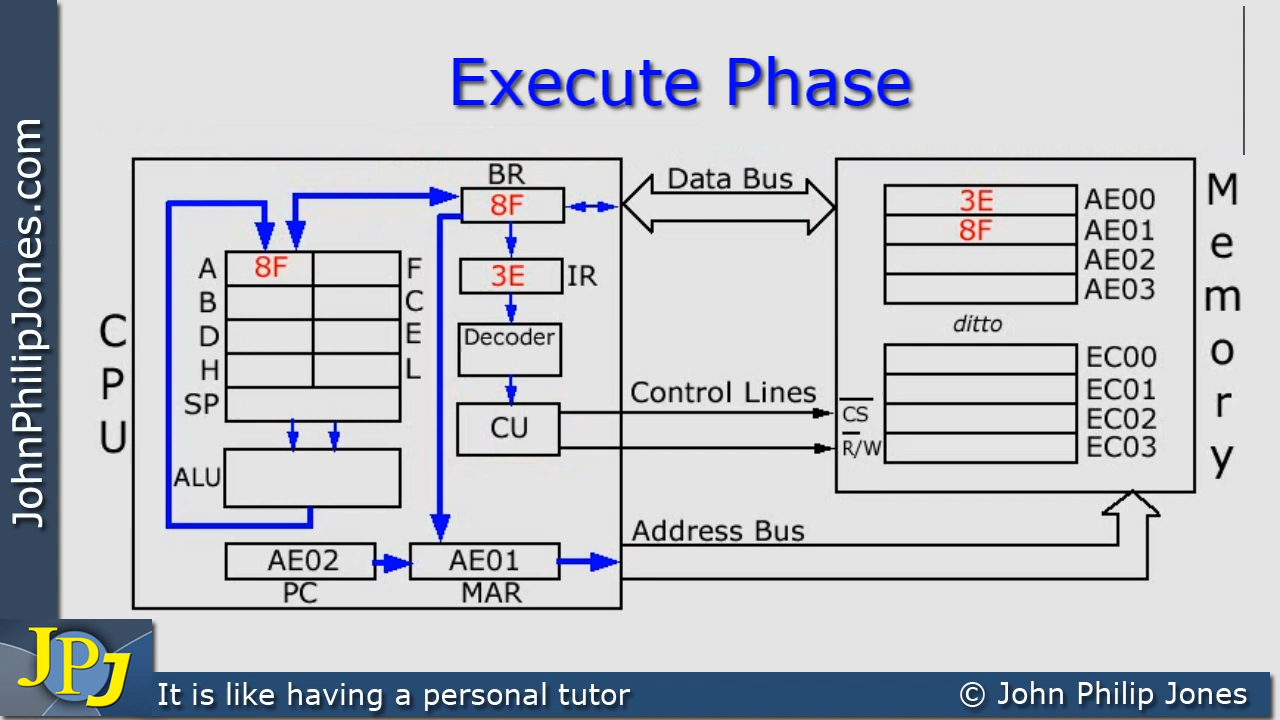 Execute Phase
JohnPhilipJones.com
CPU
BR
8F
3E
IR
Decoder
CU
A 8F F
B C
D E
H L
SP
ALU
AE02
PC
AE01
MAR
Data Bus
Control Lines
Address Bus
CS
R/W
3E AE00
8F AE01
AE02
AE03
ditto
EC00
EC01
EC02
EC03
Memory
JPJ
It is like having a personal tutor
© John Philip Jones